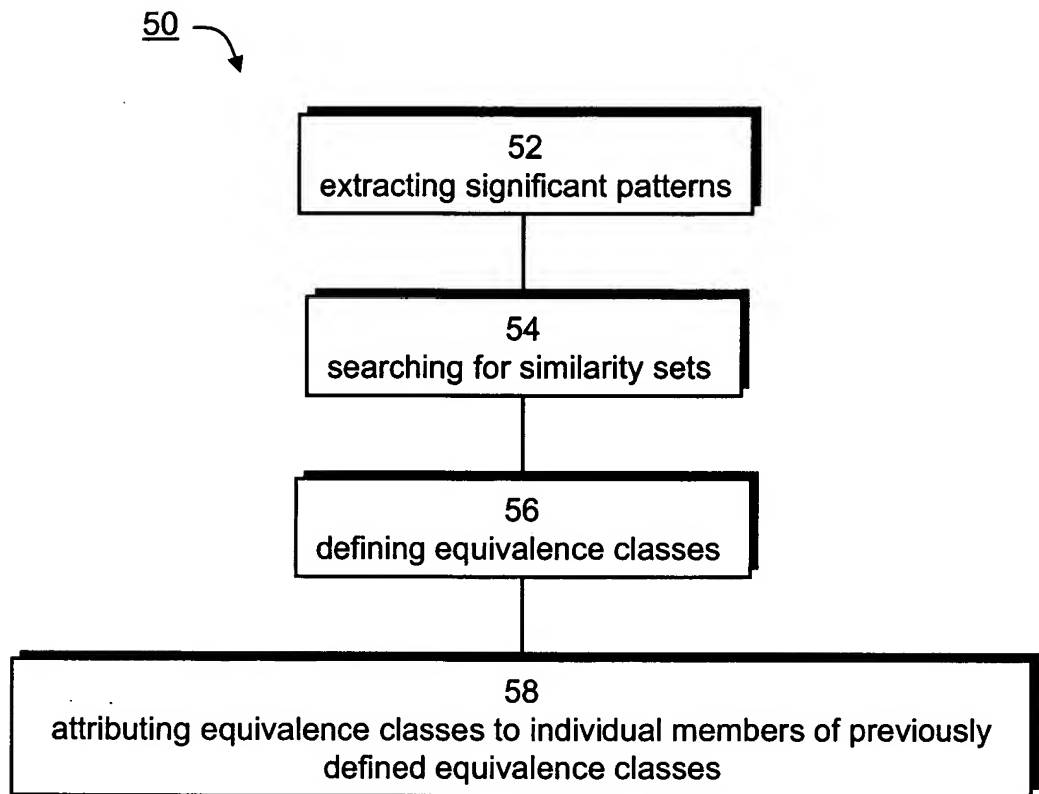 50
52
extracting significant patterns
54
searching for similarity sets
56
defining equivalence classes
58
attributing equivalence classes to individual members of previously
defined equivalence classes